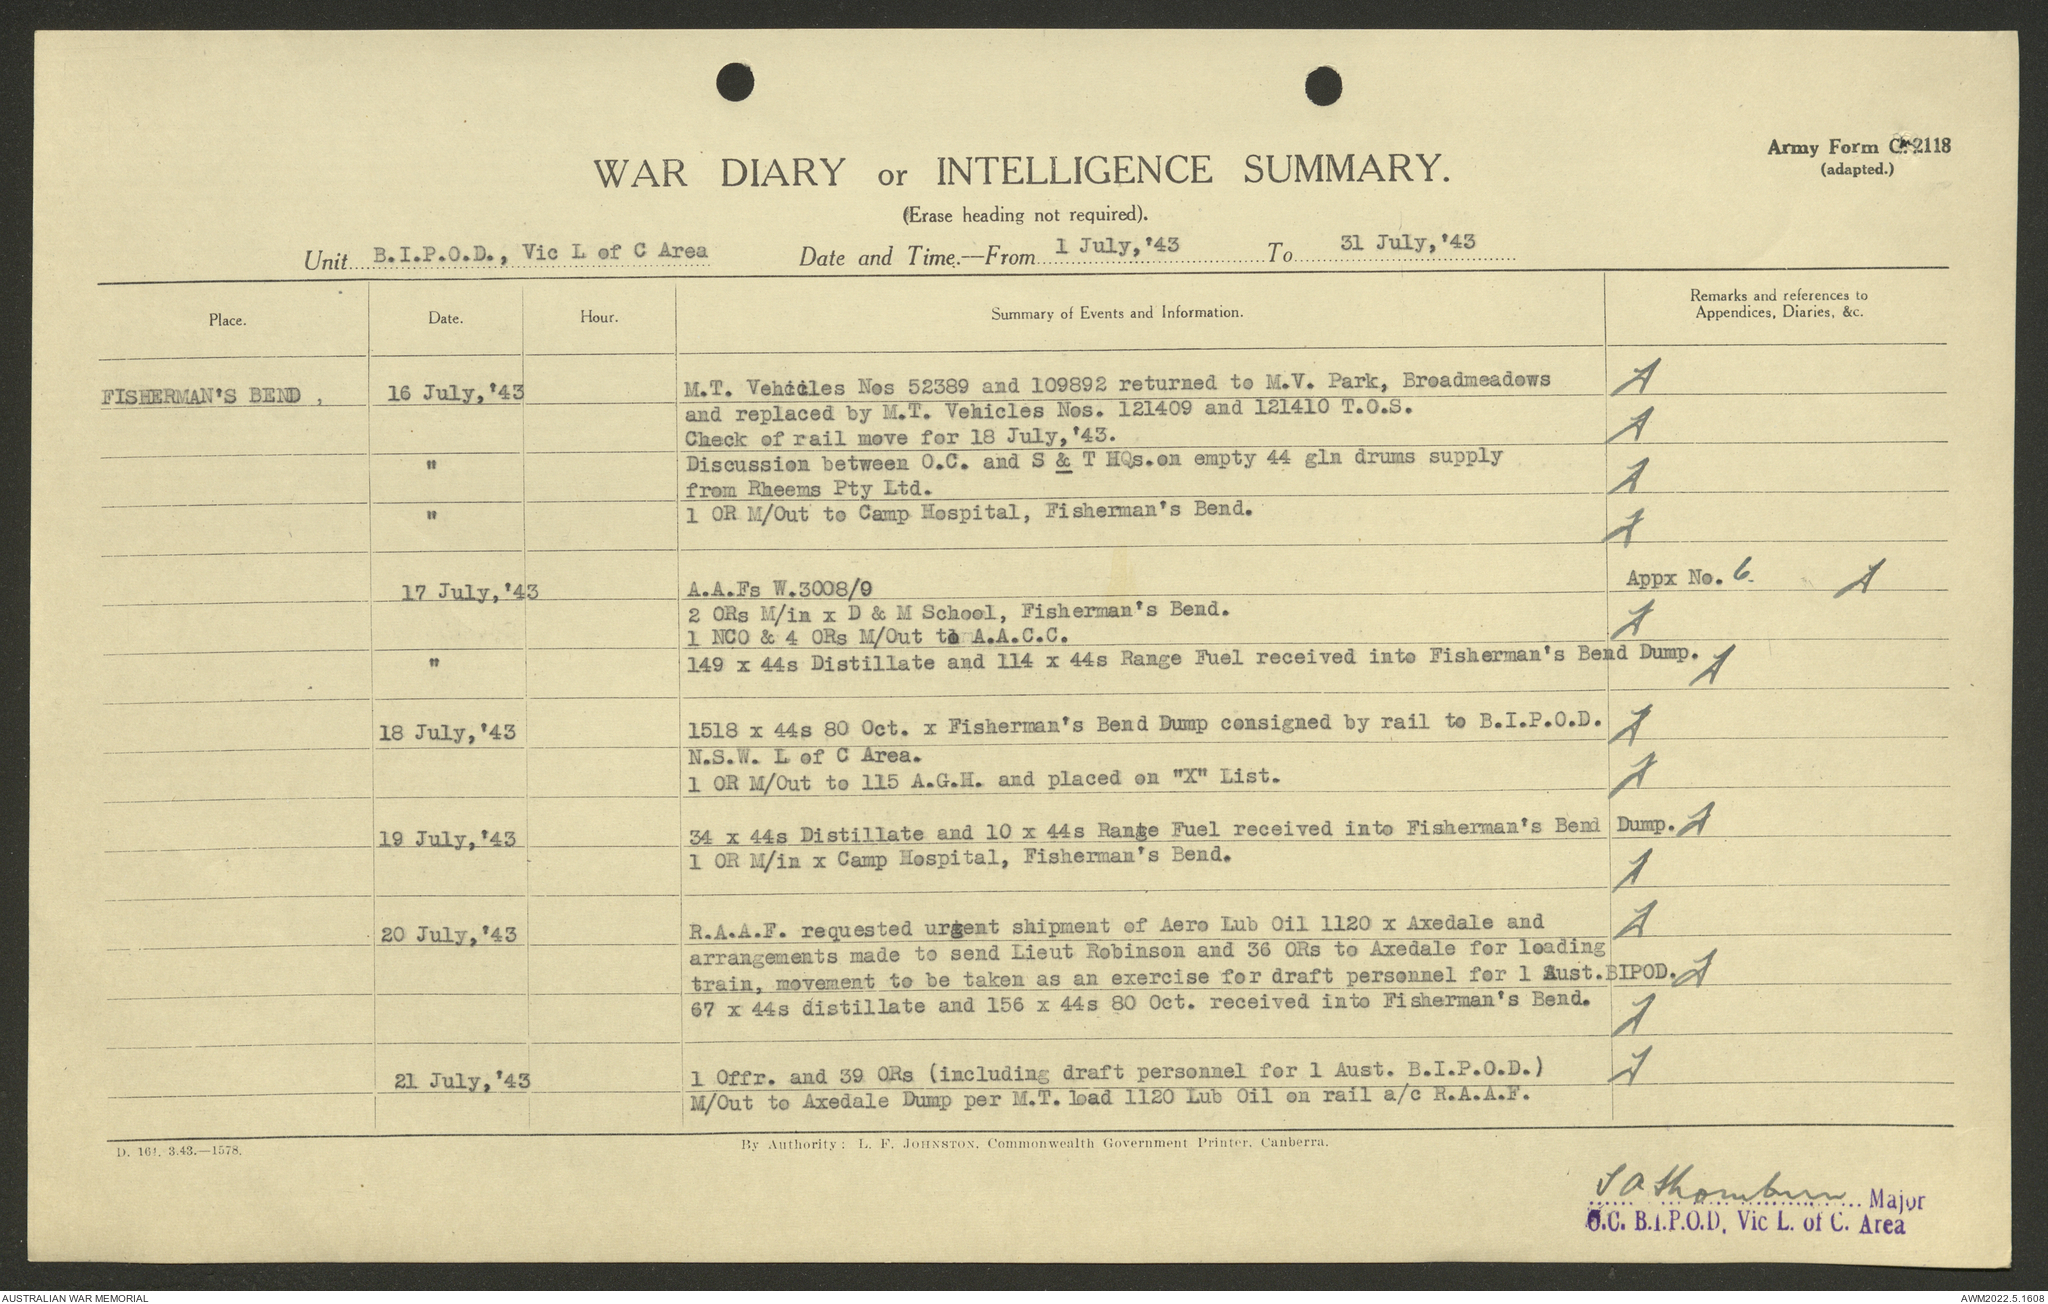 Army Form C. 2118
(adapted.)
WAR DIARY or INTELLIGENCE SUMMARY.
(Erase heading not required).
Unit B.I.P.O.D., Vic L of C Area Date and Time.—From 1 July,'43 To 31 July,'43
Place. Date. Hour. Summary of Events and Information. Remarks and references to
Appendices, Diaries, &c.
FISHERMAN'S BEND , 16 July,'43 M.T. Vehicles Nos 52389 and 109892 returned to M.V. Park, Broadmeadows
and replaced by M.T. Vehicles Nos. 121409 and 121410 T.O.S.
Check of rail move for 18 July,'43.
" Discussion between O.C. and S & T HQs.on empty 44 gln drums supply
from Rheems Pty Ltd.
" 1 OR M/Out to Camp Hospital, Fisherman's Bend.
17 July,'43 A.A.Fs W.3008/9 Appx No. 6.
2 ORs M/in x D & M School, Fisherman's Bend.
1 NCO & 4 ORs M/Out to A.A.C.C.
" 149 x 44s Distillate and 114 x 44s Range Fuel received into Fisherman's Bend Dump.
18 July,'43 1518 x 44s 80 Oct. x Fisherman's Bend Dump consigned by rail to B.I.P.O.D.
N.S.W. L of C Area.
1 OR M/Out to 115 A.G.H. and placed on "X" List.
19 July,'43 34 x 44s Distillate and 10 x 44s Range Fuel received into Fisherman's Bend Dump.
1 OR M/in x Camp Hospital, Fisherman's Bend.
20 July,'43 R.A.A.F. requested urgent shipment of Aero Lub Oil 1120 x Axedale and
arrangements made to send Lieut Robinson and 36 ORs to Axedale for loading
train, movement to be taken as an exercise for draft personnel for 1 Aust.BIPOD.
67 x 44s distillate and 156 x 44s 80 Oct. received into Fisherman's Bend.
21 July,'43 1 Offr. and 39 ORs (including draft personnel for 1 Aust. B.I.P.O.D.)
M/Out to Axedale Dump per M.T. load 1120 Lub Oil on rail a/c R.A.A.F.
D. 161. 3.43.—1578. By Authority: L. F. JOHNSTON, Commonwealth Government Printer, Canberra.
Thornburn Major
O.C. B.I.P.O.D, Vic L. of C. Area
AUSTRALIAN WAR MEMORIAL AWM2022.5.1608